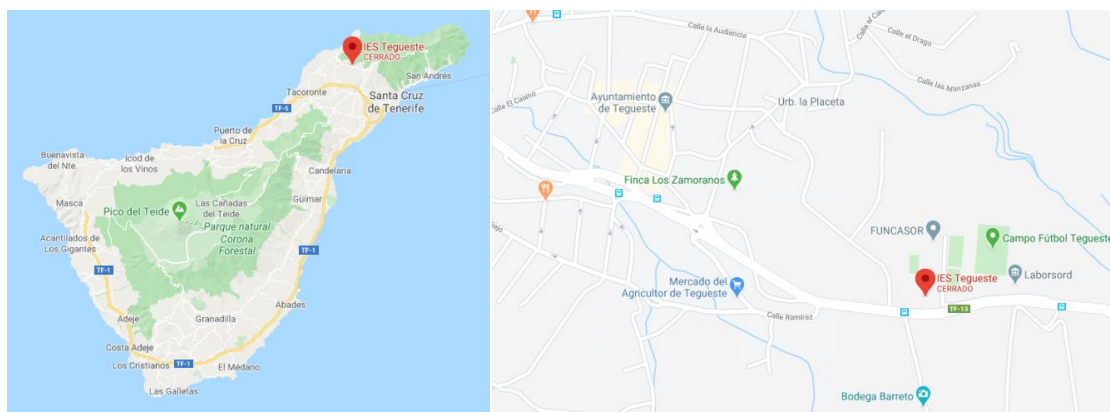 IES Tegueste
CERRADO
San Andrés
Tacoronte
Santa Cruz
de Tenerife
TF-5
Puerto de
la Cruz
Buenavista
del Nte.
Icod de
los Vinos
Candelaria
Masca
Las Cañadas
del Teide
Güímar
Pico del Teide
Parque natural
Corona
Forestal
Acantilados de
Los Gigantes
TF-1
Abades
Granadilla
Adeje
Costa Adeje
TF-1
Los Cristianos
El Médano
Las Galletas
Calle la Audiencia
Calle el Drago
Calle las Manzanas
Calle El Casino
Ayuntamiento
de Tegueste
Urb. la Placeta
Finca Los Zamoranos
FUNCASOR
Campo Fútbol Tegueste
Mercado del
Agricultor de Tegueste
IES Tegueste
CERRADO
Laborsord
TF-13
Calle Ramírez
Bodega Barreto